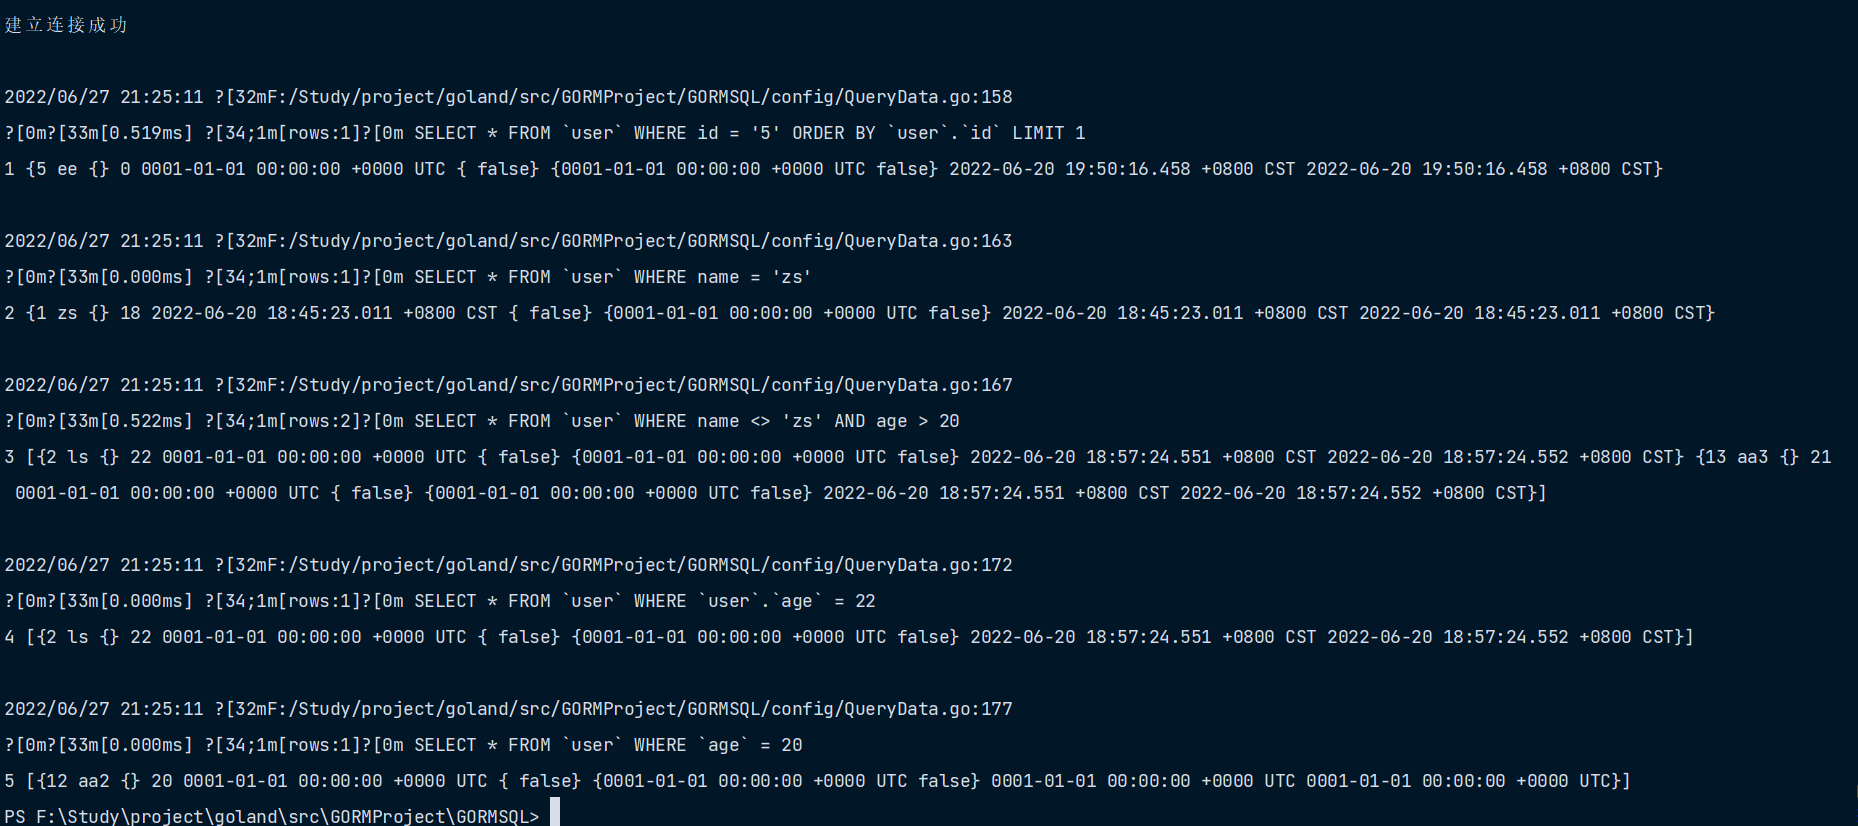 建立连接成功
2022/06/27 21:25:11 ?[32mF:/Study/project/goland/src/GORMProject/GORMSQL/config/QueryData.go:158
?[0m?[33m[0.519ms] ?[34;1m[rows:1]?[0m SELECT * FROM `user` WHERE id = '5' ORDER BY `user`.`id` LIMIT 1
1 {5 ee {} 0 0001-01-01 00:00:00 +0000 UTC { false} {0001-01-01 00:00:00 +0000 UTC false} 2022-06-20 19:50:16.458 +0800 CST 2022-06-20 19:50:16.458 +0800 CST}
2022/06/27 21:25:11 ?[32mF:/Study/project/goland/src/GORMProject/GORMSQL/config/QueryData.go:163
?[0m?[33m[0.000ms] ?[34;1m[rows:1]?[0m SELECT * FROM `user` WHERE name = 'zs'
2 {1 zs {} 18 2022-06-20 18:45:23.011 +0800 CST { false} {0001-01-01 00:00:00 +0000 UTC false} 2022-06-20 18:45:23.011 +0800 CST 2022-06-20 18:45:23.011 +0800 CST}
2022/06/27 21:25:11 ?[32mF:/Study/project/goland/src/GORMProject/GORMSQL/config/QueryData.go:167
?[0m?[33m[0.522ms] ?[34;1m[rows:2]?[0m SELECT * FROM `user` WHERE name <> 'zs' AND age > 20
3 [{2 ls {} 22 0001-01-01 00:00:00 +0000 UTC { false} {0001-01-01 00:00:00 +0000 UTC false} 2022-06-20 18:57:24.551 +0800 CST 2022-06-20 18:57:24.552 +0800 CST} {13 aa3 {} 21
0001-01-01 00:00:00 +0000 UTC { false} {0001-01-01 00:00:00 +0000 UTC false} 2022-06-20 18:57:24.551 +0800 CST 2022-06-20 18:57:24.552 +0800 CST}]
2022/06/27 21:25:11 ?[32mF:/Study/project/goland/src/GORMProject/GORMSQL/config/QueryData.go:172
?[0m?[33m[0.000ms] ?[34;1m[rows:1]?[0m SELECT * FROM `user` WHERE `user`.`age` = 22
4 [{2 ls {} 22 0001-01-01 00:00:00 +0000 UTC { false} {0001-01-01 00:00:00 +0000 UTC false} 2022-06-20 18:57:24.551 +0800 CST 2022-06-20 18:57:24.552 +0800 CST}]
2022/06/27 21:25:11 ?[32mF:/Study/project/goland/src/GORMProject/GORMSQL/config/QueryData.go:177
?[0m?[33m[0.000ms] ?[34;1m[rows:1]?[0m SELECT * FROM `user` WHERE `age` = 20
5 [{12 aa2 {} 20 0001-01-01 00:00:00 +0000 UTC { false} {0001-01-01 00:00:00 +0000 UTC false} 0001-01-01 00:00:00 +0000 UTC 0001-01-01 00:00:00 +0000 UTC}]
PS F:\Study\project\goland\src\GORMProject\GORMSQL>